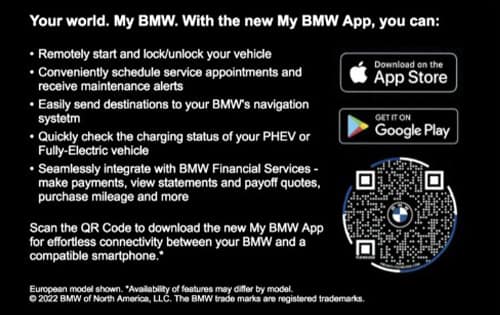 Your world. My BMW. With the new My BMW App, you can:
• Remotely start and lock/unlock your vehicle
• Conveniently schedule service appointments and
receive maintenance alerts
• Easily send destinations to your BMW's navigation
systetm
• Quickly check the charging status of your PHEV or
Fully-Electric vehicle
• Seamlessly integrate with BMW Financial Services -
make payments, view statements and payoff quotes,
purchase mileage and more
Scan the QR Code to download the new My BMW App
for effortless connectivity between your BMW and a
compatible smartphone.*
Download on the
App Store
GET IT ON
Google Play
European model shown. *Availability of features may differ by model.
© 2022 BMW of North America, LLC. The BMW trade marks are registered trademarks.